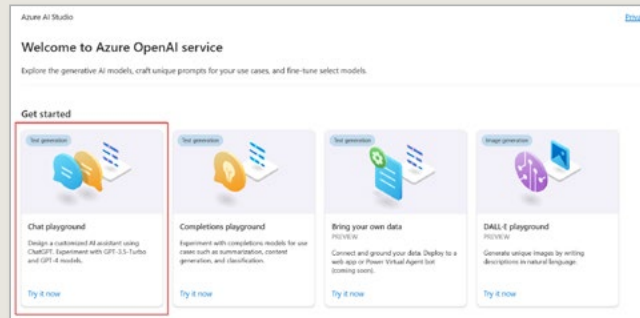 Azure AI Studio
Welcome to Azure OpenAI service
Explore the generative AI models, craft unique prompts for your use cases, and fine-tune select models.
Get started
Text generation
Chat playground
Design a customized AI assistant using
ChatGPT. Experiment with GPT-3.5-Turbo
and GPT-4 models.
Try it now
Text generation
Completions playground
Experiment with completions models for use
cases such as summarization, content
generation, and classification.
Try it now
Text generation
Bring your own data
PREVIEW
Connect and ground your data. Deploy to a
web app or Power Virtual Agent bot
(coming soon).
Try it now
Image generation
DALL·E playground
PREVIEW
Generate unique images by writing
descriptions in natural language.
Try it now